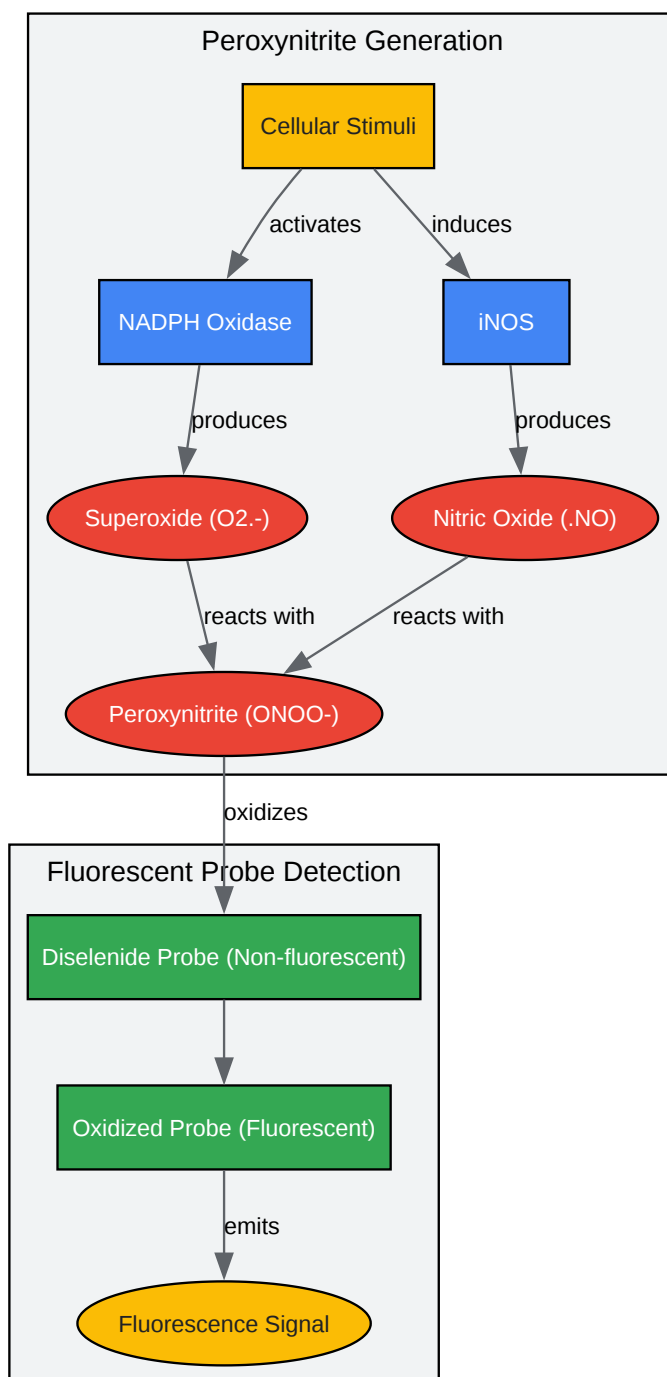 Peroxynitrite Generation
Cellular Stimuli
activates
induces
NADPH Oxidase
iNOS
produces
produces
Superoxide (O2.-)
Nitric Oxide (.NO)
reacts with
reacts with
Peroxynitrite (ONOO-)
oxidizes
Fluorescent Probe Detection
Diselenide Probe (Non-fluorescent)
Oxidized Probe (Fluorescent)
emits
Fluorescence Signal